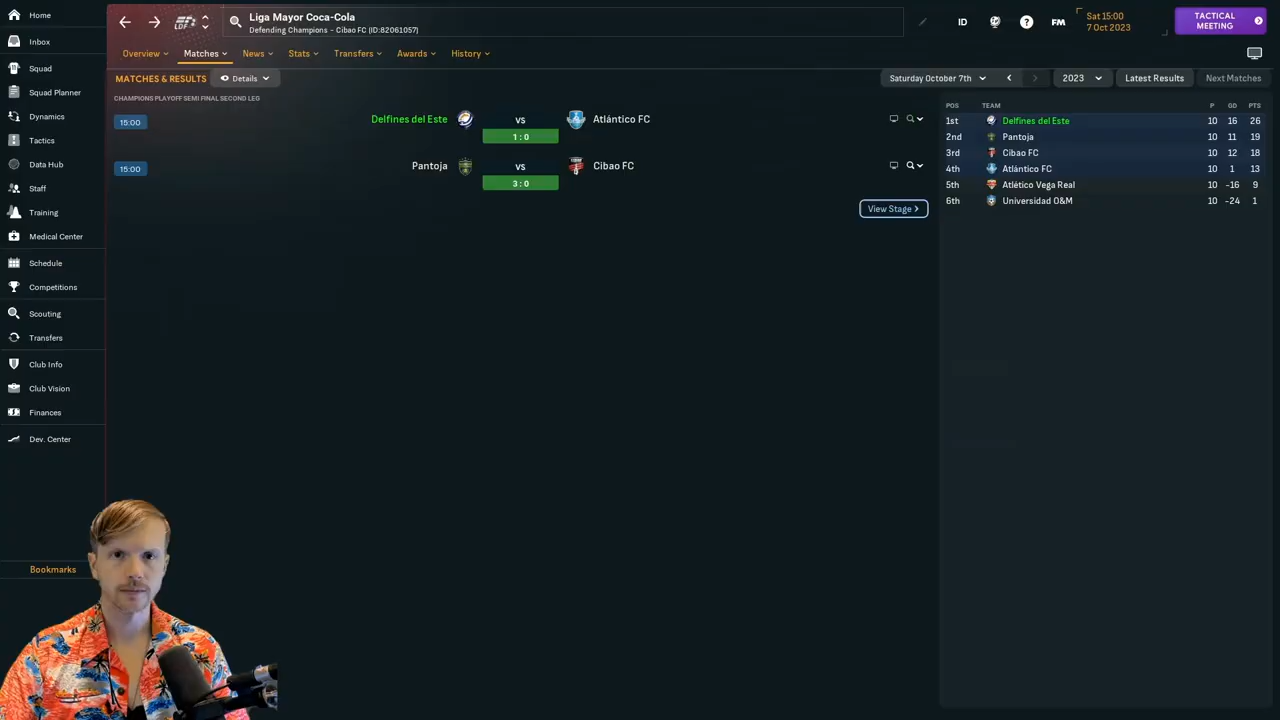 Home
Inbox
Squad
Squad Planner
Dynamics
Tactics
Data Hub
Staff
Training
Medical Center
Schedule
Competitions
Scouting
Transfers
Club Info
Club Vision
Finances
Dev. Center
Bookmarks
Liga Mayor Coca-Cola
Defending Champions - Cibao FC (ID:82061057)
ID
?
FM
Sat 15:00
7 Oct 2023
TACTICAL
MEETING
Overview
Matches
News
Stats
Transfers
Awards
History
MATCHES & RESULTS
Details
Saturday October 7th
2023
Latest Results
Next Matches
CHAMPIONS PLAYOFF SEMI FINAL SECOND LEG
15:00 Delfines del Este vs Atlántico FC
1 : 0
15:00 Pantoja vs Cibao FC
3 : 0
View Stage
POS TEAM P GD PTS
1st Delfines del Este 10 16 26
2nd Pantoja 10 11 19
3rd Cibao FC 10 12 18
4th Atlántico FC 10 1 13
5th Atlético Vega Real 10 -16 9
6th Universidad O&M 10 -24 1